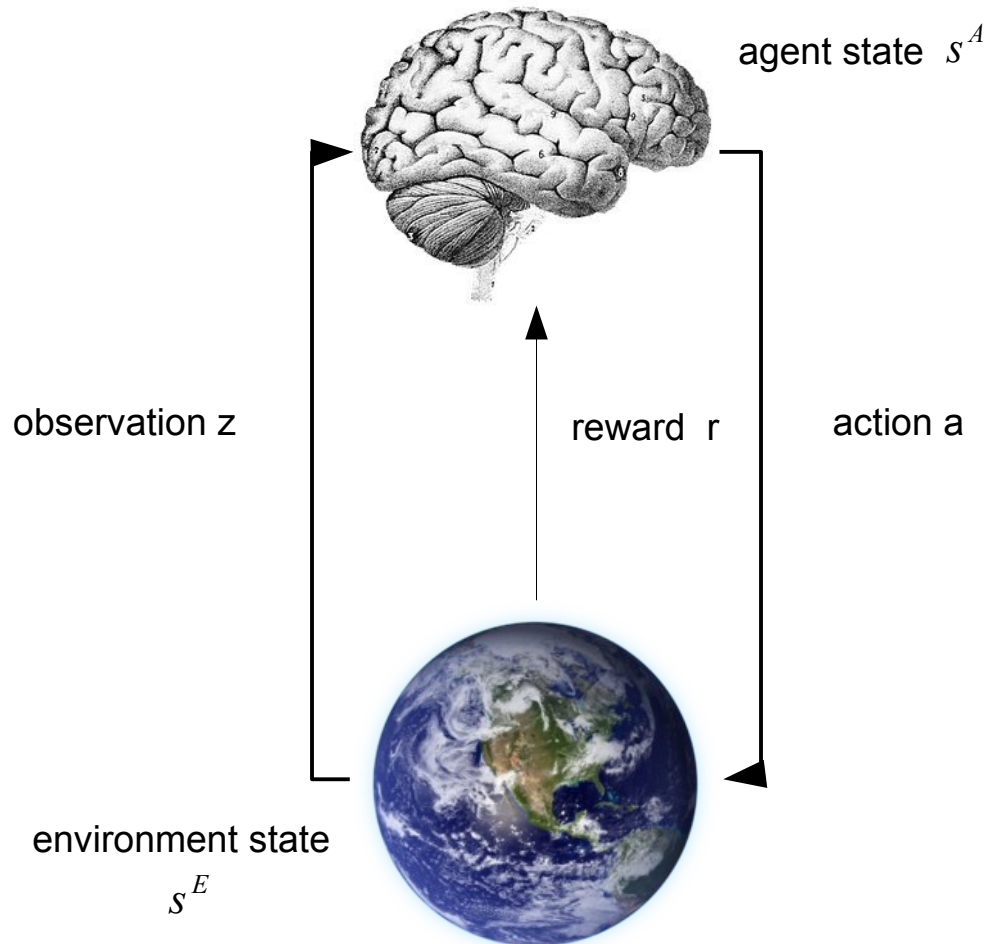 agent state s^A
observation z
reward r
action a
environment state
s^E